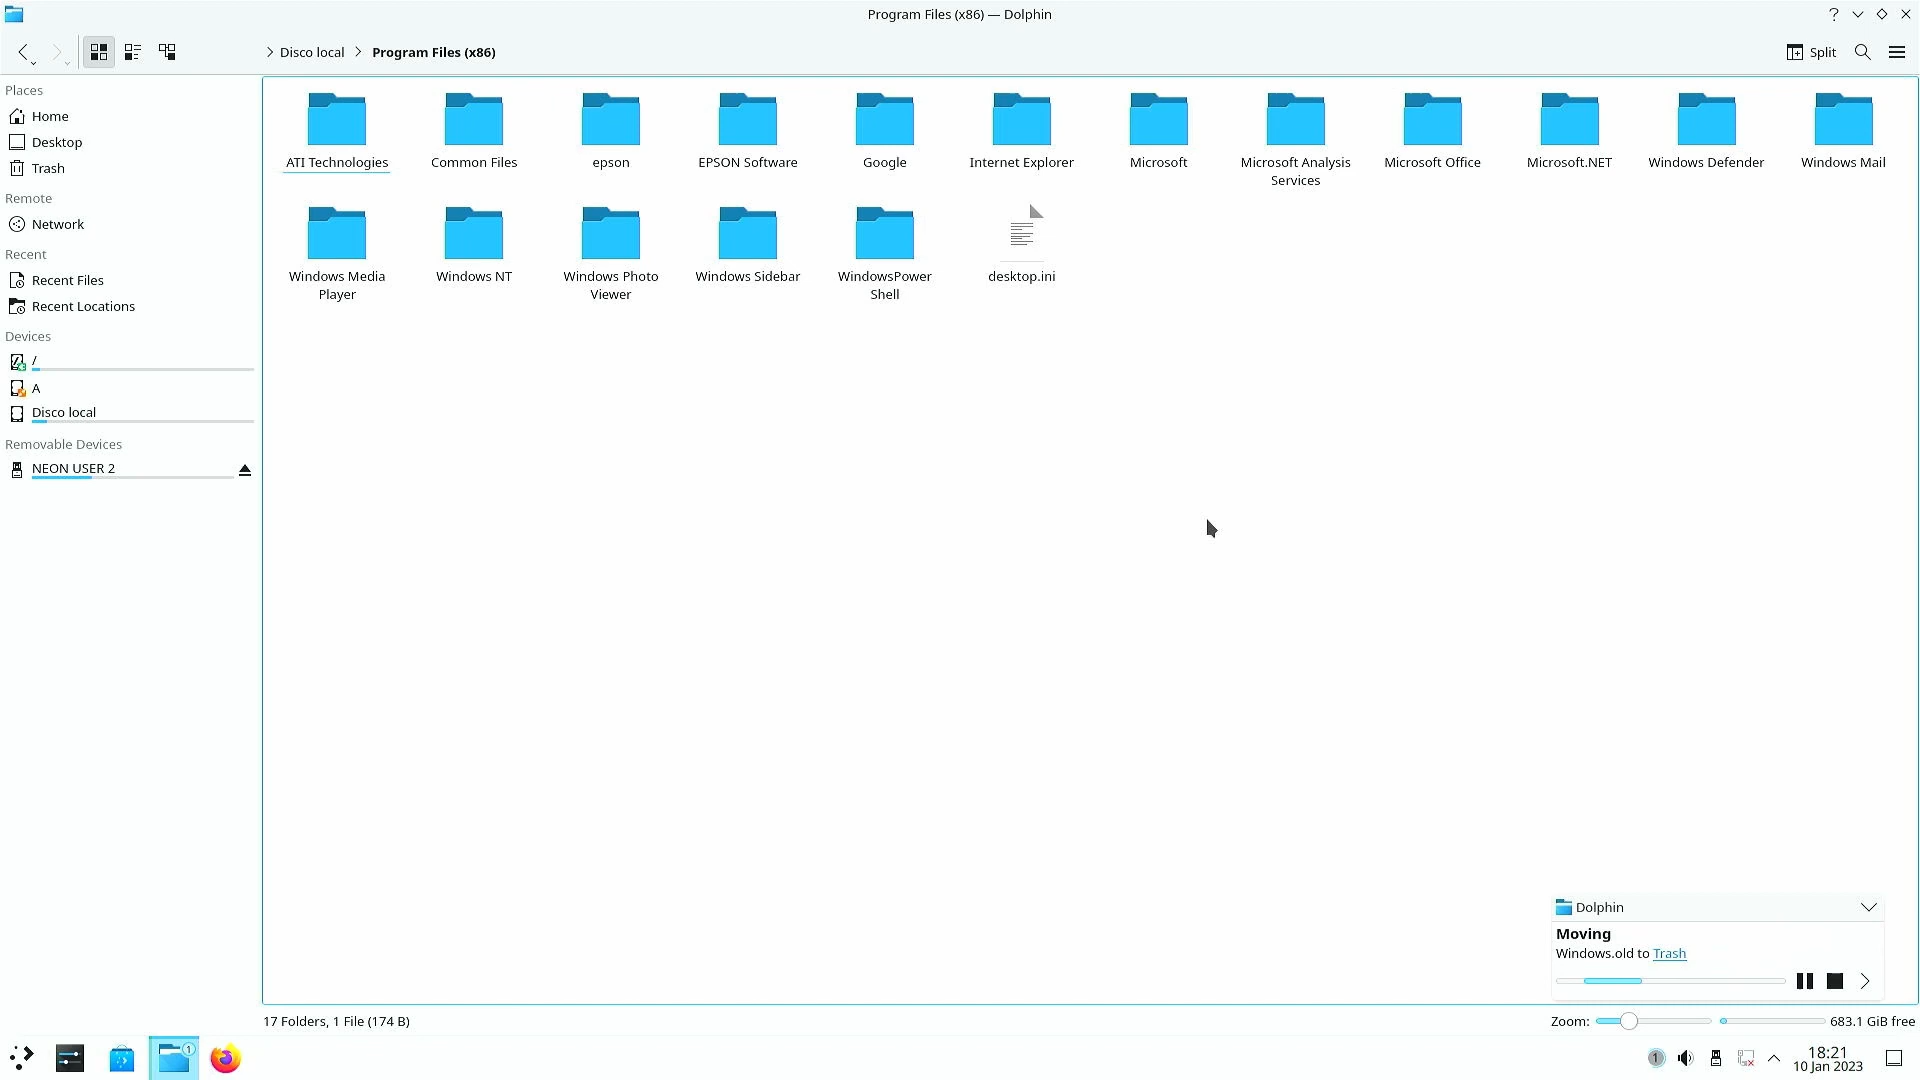 Program Files (x86) — Dolphin
Disco local
Program Files (x86)
Split
Places
Home
Desktop
Trash
Remote
Network
Recent
Recent Files
Recent Locations
Devices
/
A
Disco local
Removable Devices
NEON USER 2
ATI Technologies
Common Files
epson
EPSON Software
Google
Internet Explorer
Microsoft
Microsoft Analysis
Services
Microsoft Office
Microsoft.NET
Windows Defender
Windows Mail
Windows Media
Player
Windows NT
Windows Photo
Viewer
Windows Sidebar
WindowsPower
Shell
desktop.ini
Dolphin
Moving
Windows.old to Trash
17 Folders, 1 File (174 B)
Zoom:
683.1 GiB free
1
1
18:21
10 Jan 2023